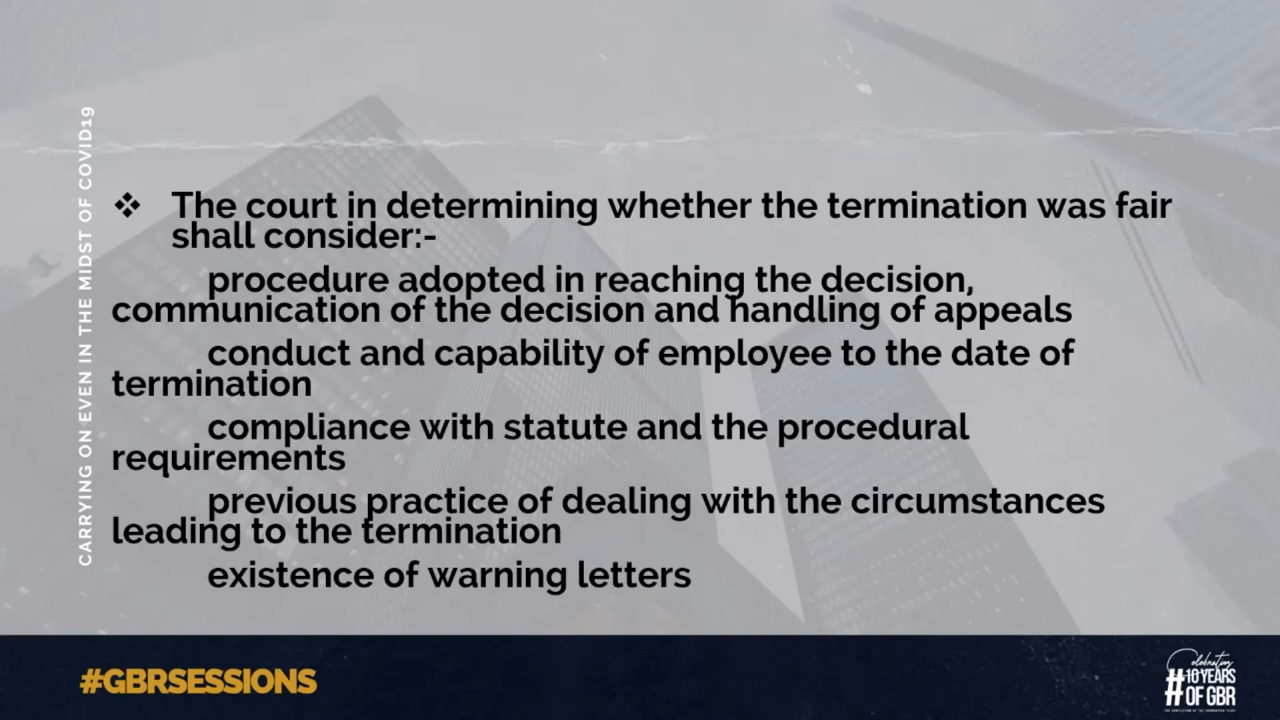 CARRYING ON EVEN IN THE MIDST OF COVID19
❖ The court in determining whether the termination was fair
shall consider:-
procedure adopted in reaching the decision,
communication of the decision and handling of appeals
conduct and capability of employee to the date of
termination
compliance with statute and the procedural
requirements
previous practice of dealing with the circumstances
leading to the termination
existence of warning letters
#GBRSESSIONS
Celebrating
#10 YEARS
OF GBR